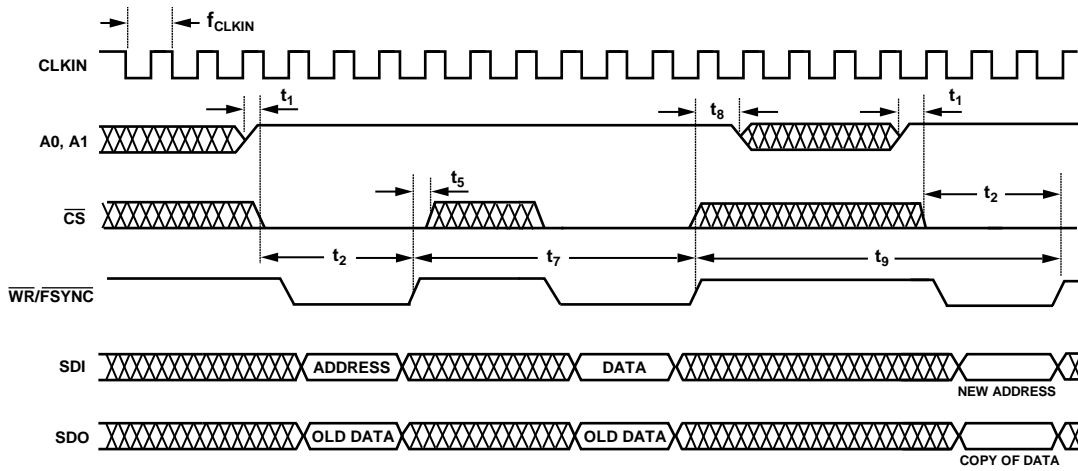 fCLKIN
CLKIN
t1
t8
t1
A0, A1
t5
t2
CS
t2
t7
t9
WR/FSYNC
SDI
ADDRESS
DATA
NEW ADDRESS
SDO
OLD DATA
OLD DATA
COPY OF DATA